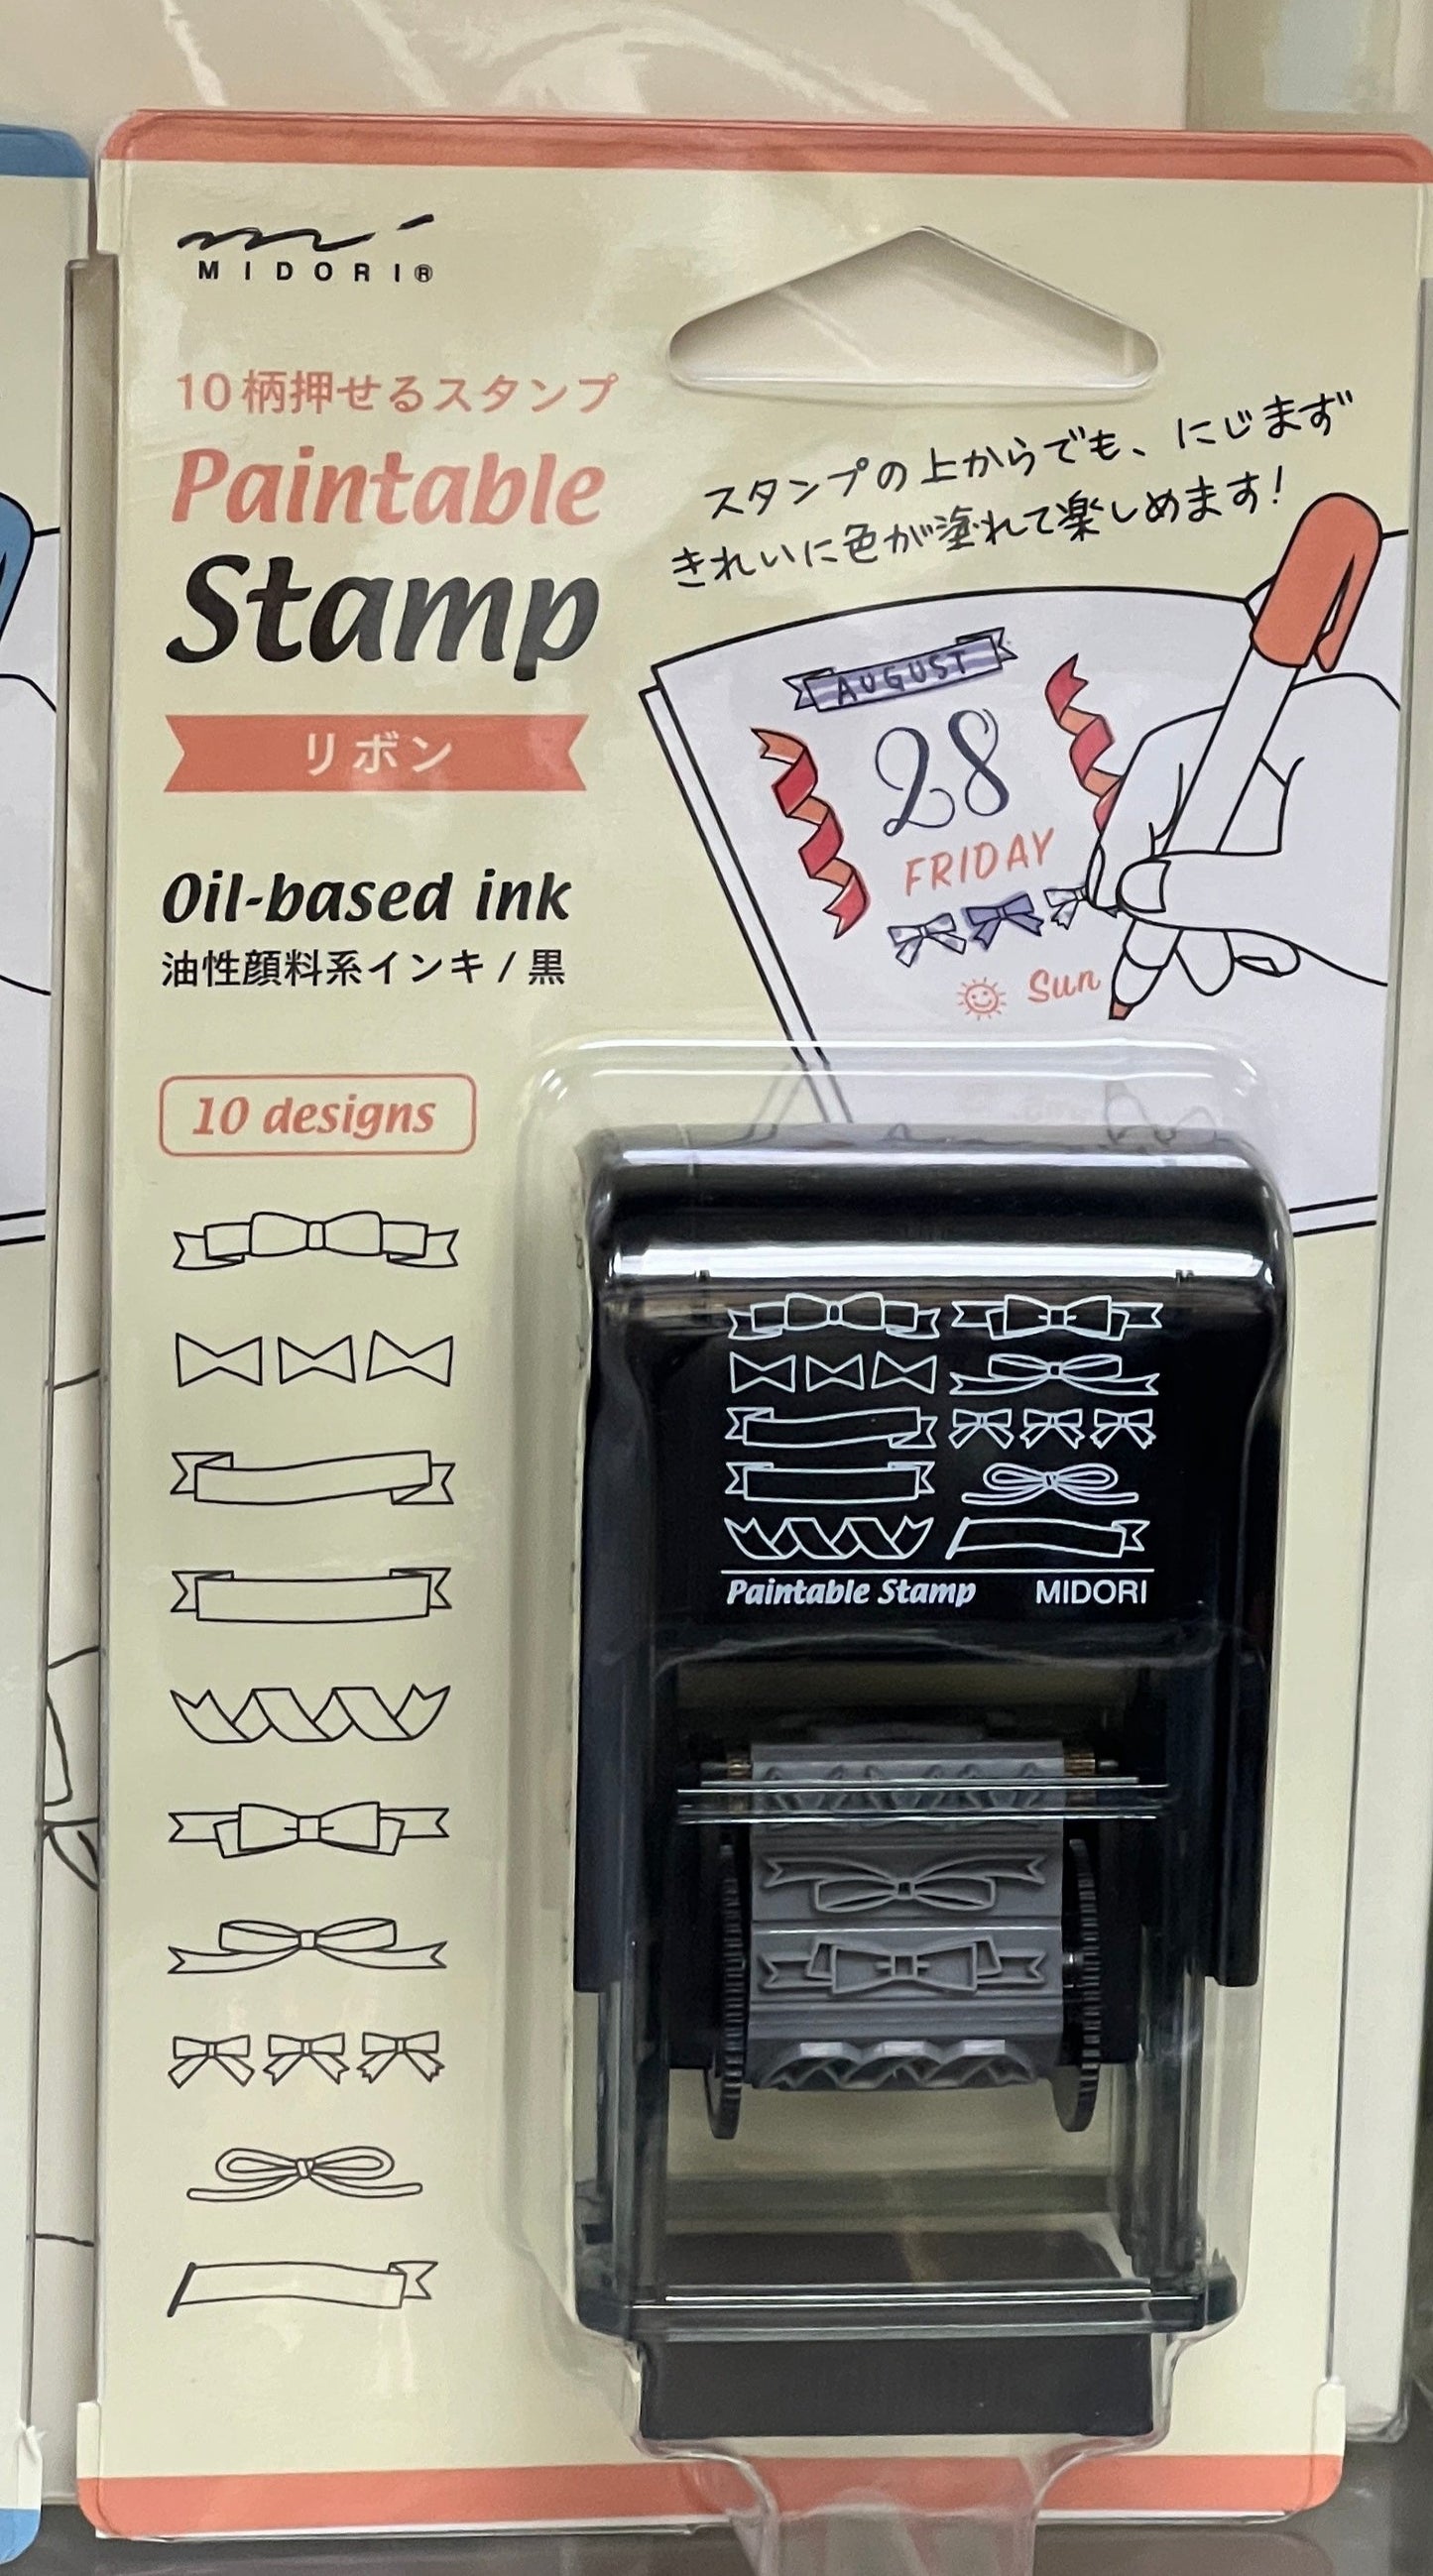 MIDORI®
10柄押せるスタンプ
Paintable
Stamp
リボン
Oil-based ink
油性顔料系インキ / 黒
スタンプの上からでも、にじまず
きれいに色が塗れて楽しめます!
AUGUST
28
FRIDAY
Sun
10 designs
Paintable Stamp MIDORI